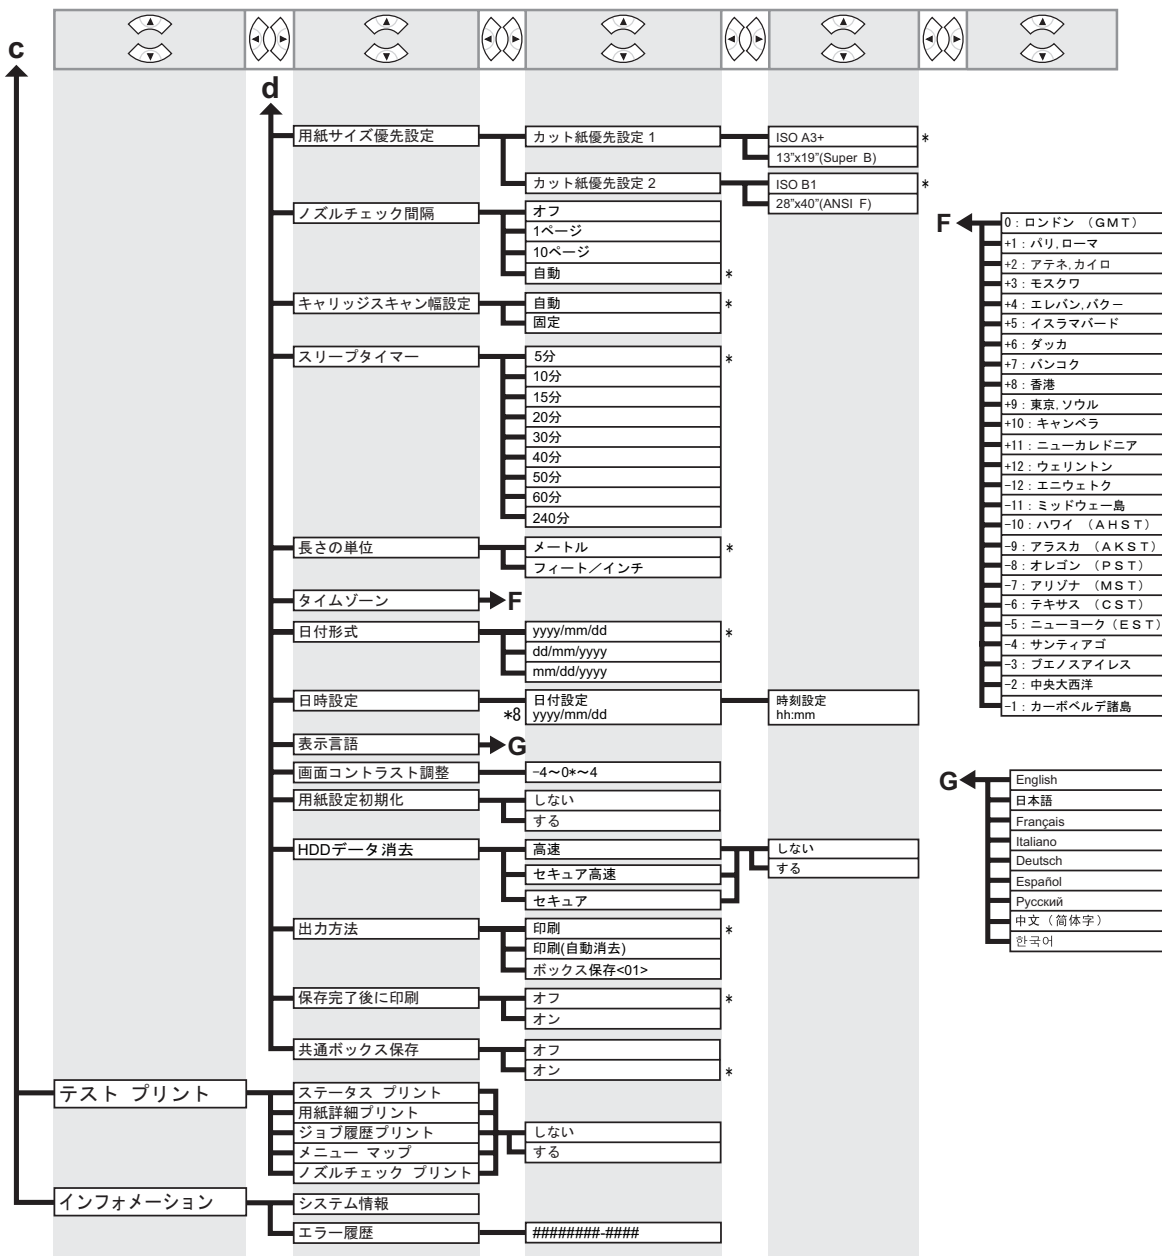 c
d
用紙サイズ優先設定
カット紙優先設定 1
ISO A3+
*
13"x19"(Super B)
カット紙優先設定 2
ISO B1
*
28"x40"(ANSI F)
ノズルチェック間隔
オフ
1ページ
10ページ
自動
*
キャリッジスキャン幅設定
自動
*
固定
スリープタイマー
5分
*
10分
15分
20分
30分
40分
50分
60分
240分
長さの単位
メートル
*
フィート／インチ
タイムゾーン
F
日付形式
yyyy/mm/dd
*
dd/mm/yyyy
mm/dd/yyyy
日時設定
*8
日付設定
yyyy/mm/dd
時刻設定
hh:mm
表示言語
G
画面コントラスト調整
-4～0*～4
用紙設定初期化
しない
する
HDDデータ消去
高速
セキュア高速
セキュア
しない
する
出力方法
印刷
*
印刷(自動消去)
ボックス保存<01>
保存完了後に印刷
オフ
*
オン
共通ボックス保存
オフ
オン
*
テスト プリント
ステータス プリント
用紙詳細プリント
ジョブ履歴プリント
メニュー マップ
ノズルチェック プリント
しない
する
インフォメーション
システム情報
エラー履歴
########-####
F
0：ロンドン （GMT）
+1：パリ,ローマ
+2：アテネ,カイロ
+3：モスクワ
+4：エレバン,バクー
+5：イスラマバード
+6：ダッカ
+7：バンコク
+8：香港
+9：東京,ソウル
+10：キャンベラ
+11：ニューカレドニア
+12：ウェリントン
-12：エニウェトク
-11：ミッドウェー島
-10：ハワイ （AHST）
-9：アラスカ （AKST）
-8：オレゴン （PST）
-7：アリゾナ （MST）
-6：テキサス （CST）
-5：ニューヨーク（EST）
-4：サンティアゴ
-3：ブエノスアイレス
-2：中央大西洋
-1：カーボベルデ諸島
G
English
日本語
Français
Italiano
Deutsch
Español
Русский
中文（简体字）
한국어